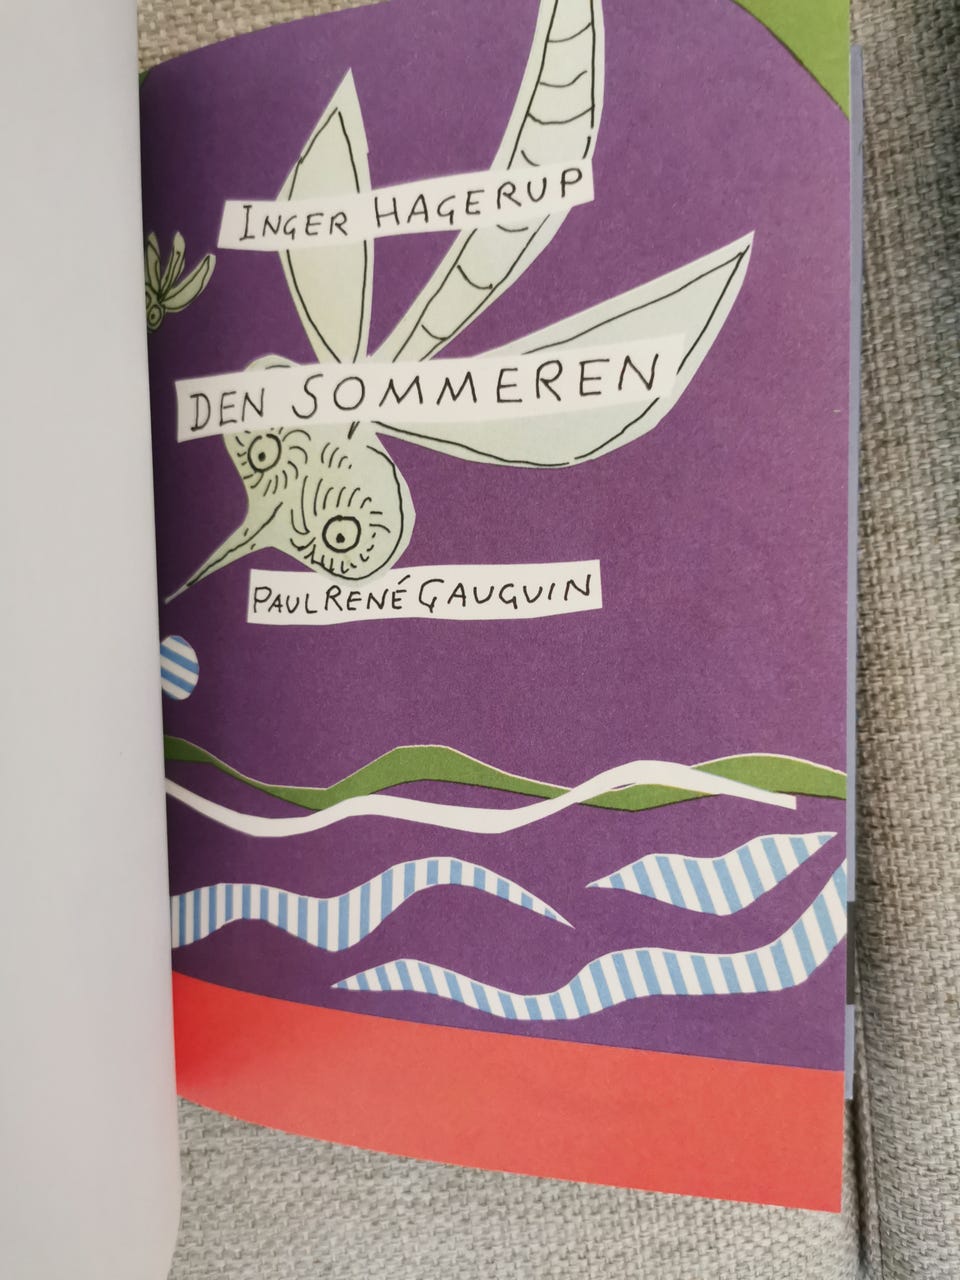 INGER HAGERUP
DEN SOMMEREN
PAUL RENÉ GAUGUIN